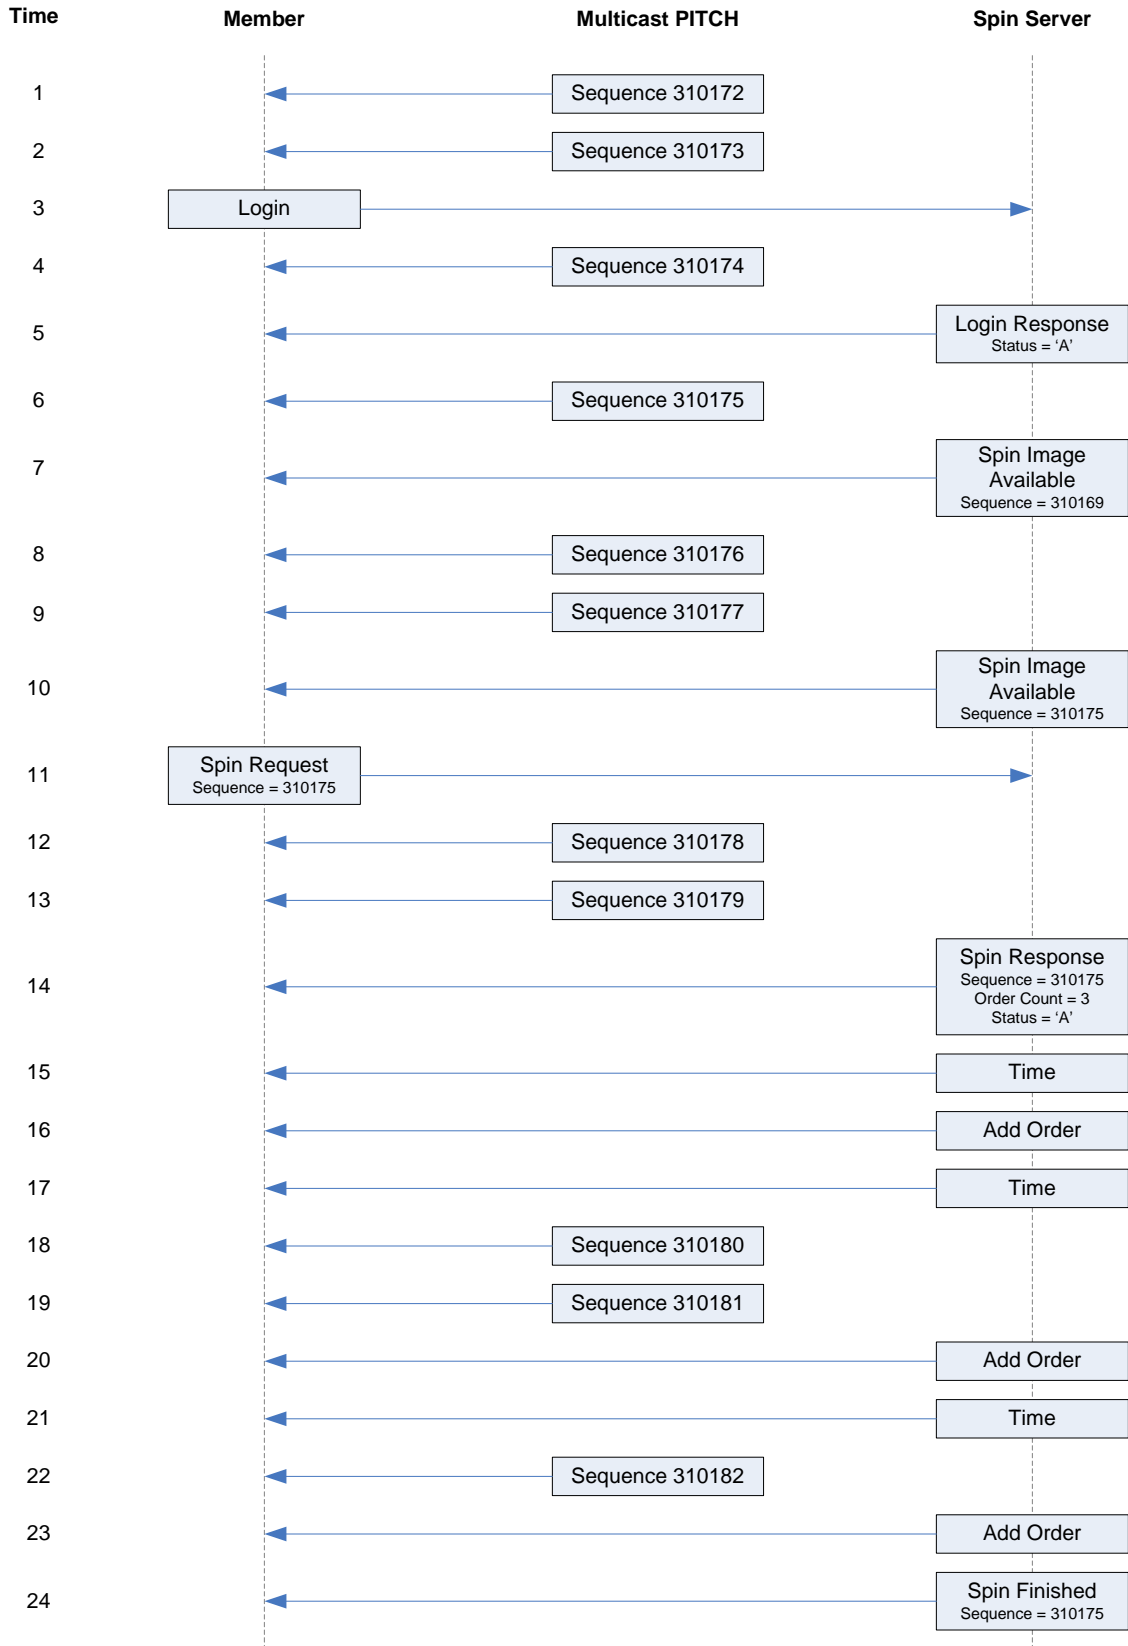 Time Member Multicast PITCH Spin Server
1 Sequence 310172
2 Sequence 310173
3 Login
4 Sequence 310174
5 Login Response
Status = ‘A’
6 Sequence 310175
7 Spin Image
Available
Sequence = 310169
8 Sequence 310176
9 Sequence 310177
10 Spin Image
Available
Sequence = 310175
11 Spin Request
Sequence = 310175
12 Sequence 310178
13 Sequence 310179
14 Spin Response
Sequence = 310175
Order Count = 3
Status = ‘A’
15 Time
16 Add Order
17 Time
18 Sequence 310180
19 Sequence 310181
20 Add Order
21 Time
22 Sequence 310182
23 Add Order
24 Spin Finished
Sequence = 310175